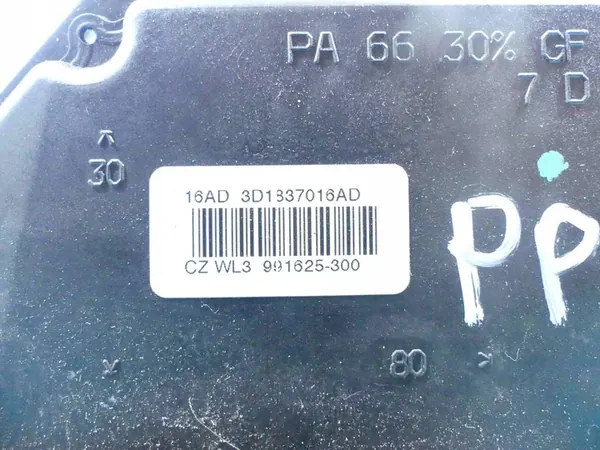 PA 66 30% GF
7 D
30
16AD 3D1837016AD
CZ WL3 991625-300
PP
80